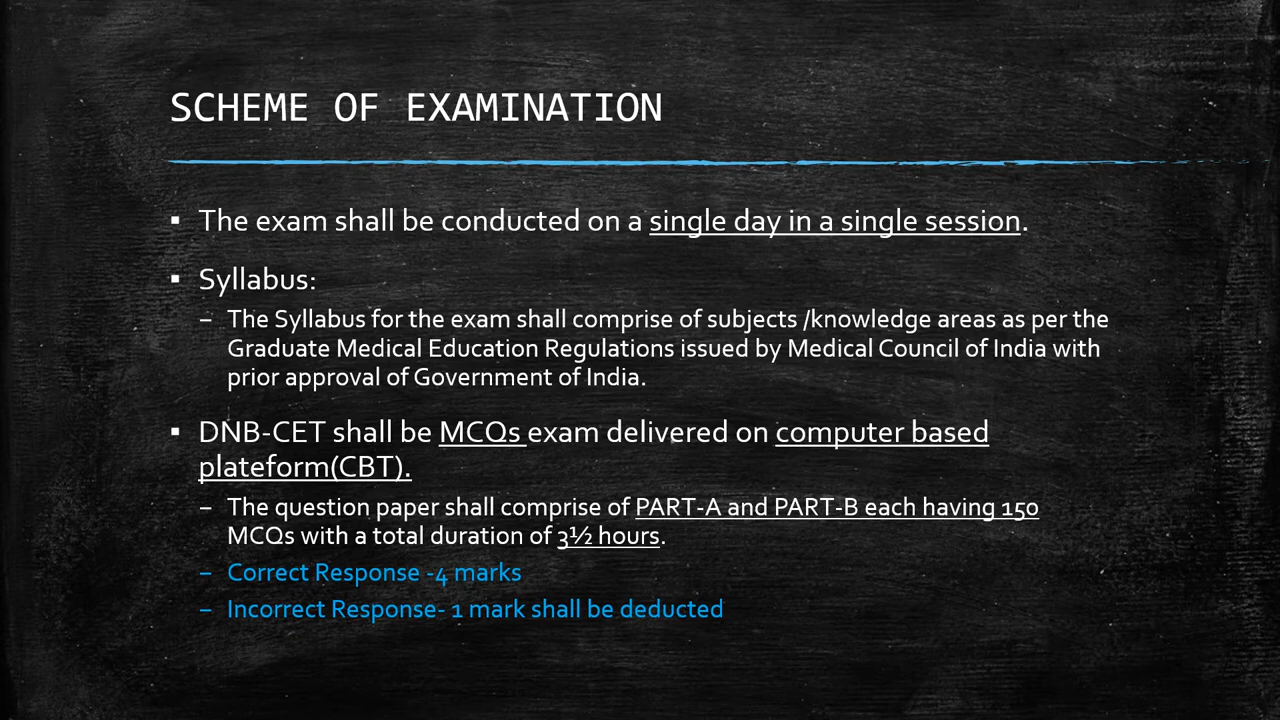 SCHEME OF EXAMINATION
▪ The exam shall be conducted on a single day in a single session.
▪ Syllabus:
– The Syllabus for the exam shall comprise of subjects /knowledge areas as per the
Graduate Medical Education Regulations issued by Medical Council of India with
prior approval of Government of India.
▪ DNB-CET shall be MCQs exam delivered on computer based
plateform(CBT).
– The question paper shall comprise of PART-A and PART-B each having 150
MCQs with a total duration of 3½ hours.
– Correct Response -4 marks
– Incorrect Response- 1 mark shall be deducted